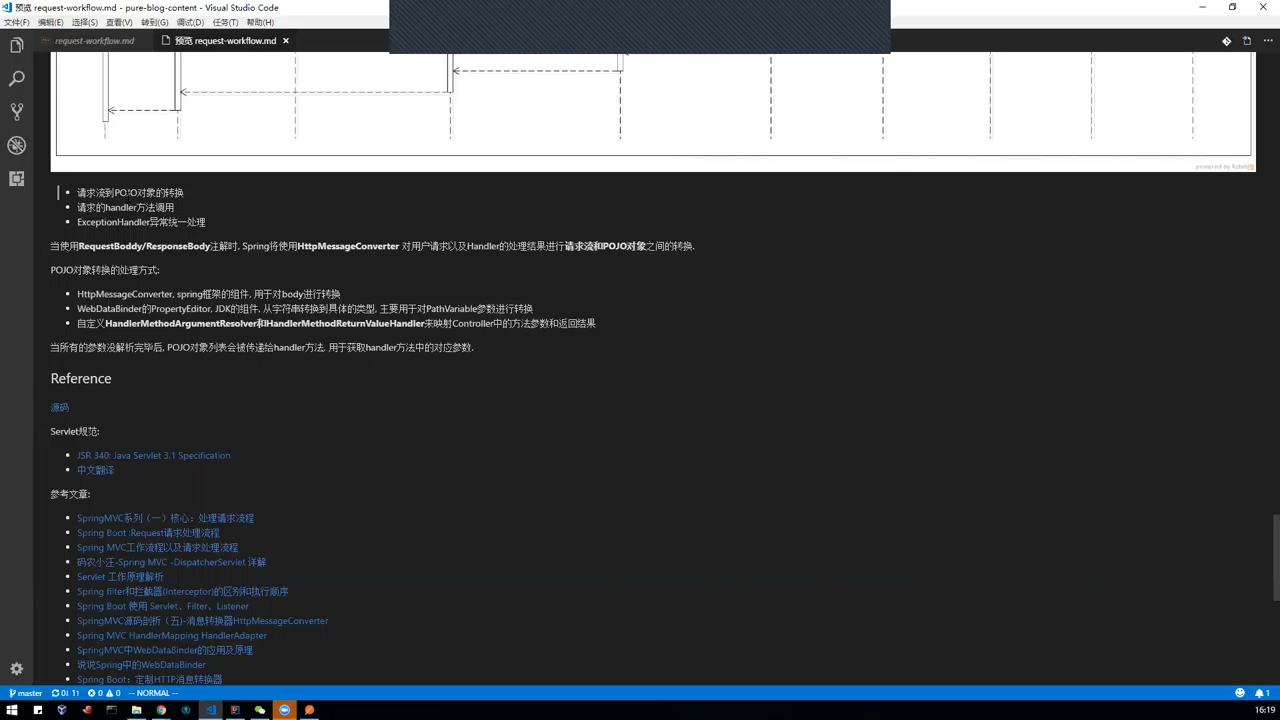 预览 request-workflow.md - pure-blog-content - Visual Studio Code
文件(F) 编辑(E) 选择(S) 查看(V) 转到(G) 调试(D) 任务(T) 帮助(H)
request-workflow.md 预览 request-workflow.md
powered by
请求流到POJO对象的转换
请求的handler方法调用
ExceptionHandler异常统一处理
当使用RequestBoddy/ResponseBody注解时, Spring将使用HttpMessageConverter 对用户请求以及Handler的处理结果进行请求流和POJO对象之间的转换.
POJO对象转换的处理方式:
HttpMessageConverter, spring框架的组件, 用于对body进行转换
WebDataBinder的PropertyEditor, JDK的组件, 从字符串转换到具体的类型, 主要用于对PathVariable参数进行转换
自定义HandlerMethodArgumentResolver和HandlerMethodReturnValueHandler来映射Controller中的方法参数和返回结果
当所有的参数没解析完毕后, POJO对象列表会被传递给handler方法, 用于获取handler方法中的对应参数.
Reference
源码
Servlet规范:
JSR 340: Java Servlet 3.1 Specification
中文翻译
参考文章:
SpringMVC系列（一）核心：处理请求流程
Spring Boot :Request请求处理流程
Spring MVC工作流程以及请求处理流程
码农小汪-Spring MVC -DispatcherServlet 详解
Servlet 工作原理解析
Spring filter和拦截器(Interceptor)的区别和执行顺序
Spring Boot 使用 Servlet、Filter、Listener
SpringMVC源码剖析（五)-消息转换器HttpMessageConverter
Spring MVC HandlerMapping HandlerAdapter
SpringMVC中WebDataBinder的应用及原理
说说Spring中的WebDataBinder
Spring Boot：定制HTTP消息转换器
master 0↓ 1↑ 0 0 -- NORMAL -- 1
16:19